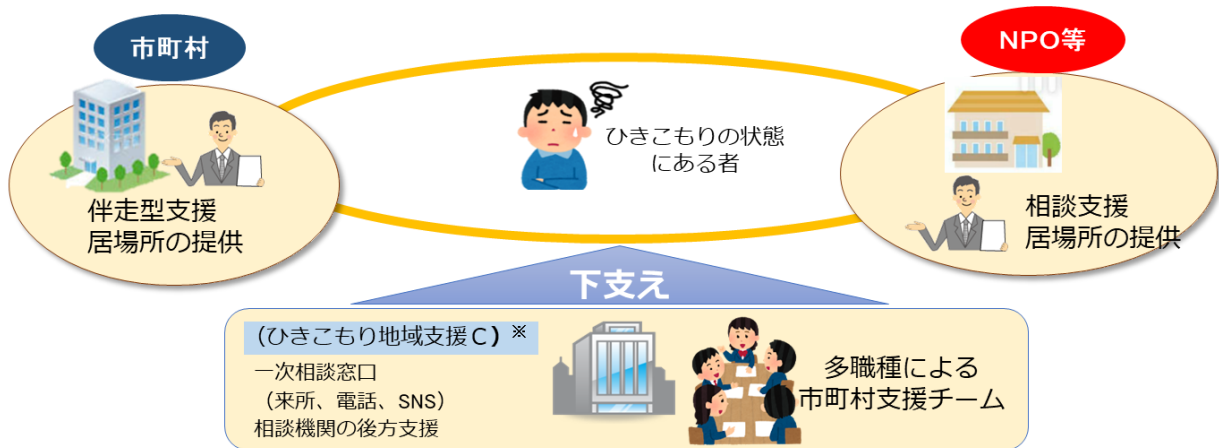 市町村
NPO等
ひきこもりの状態
にある者
伴走型支援
居場所の提供
相談支援
居場所の提供
下支え
(ひきこもり地域支援C)※
一次相談窓口
(来所、電話、SNS)
相談機関の後方支援
多職種による
市町村支援チーム